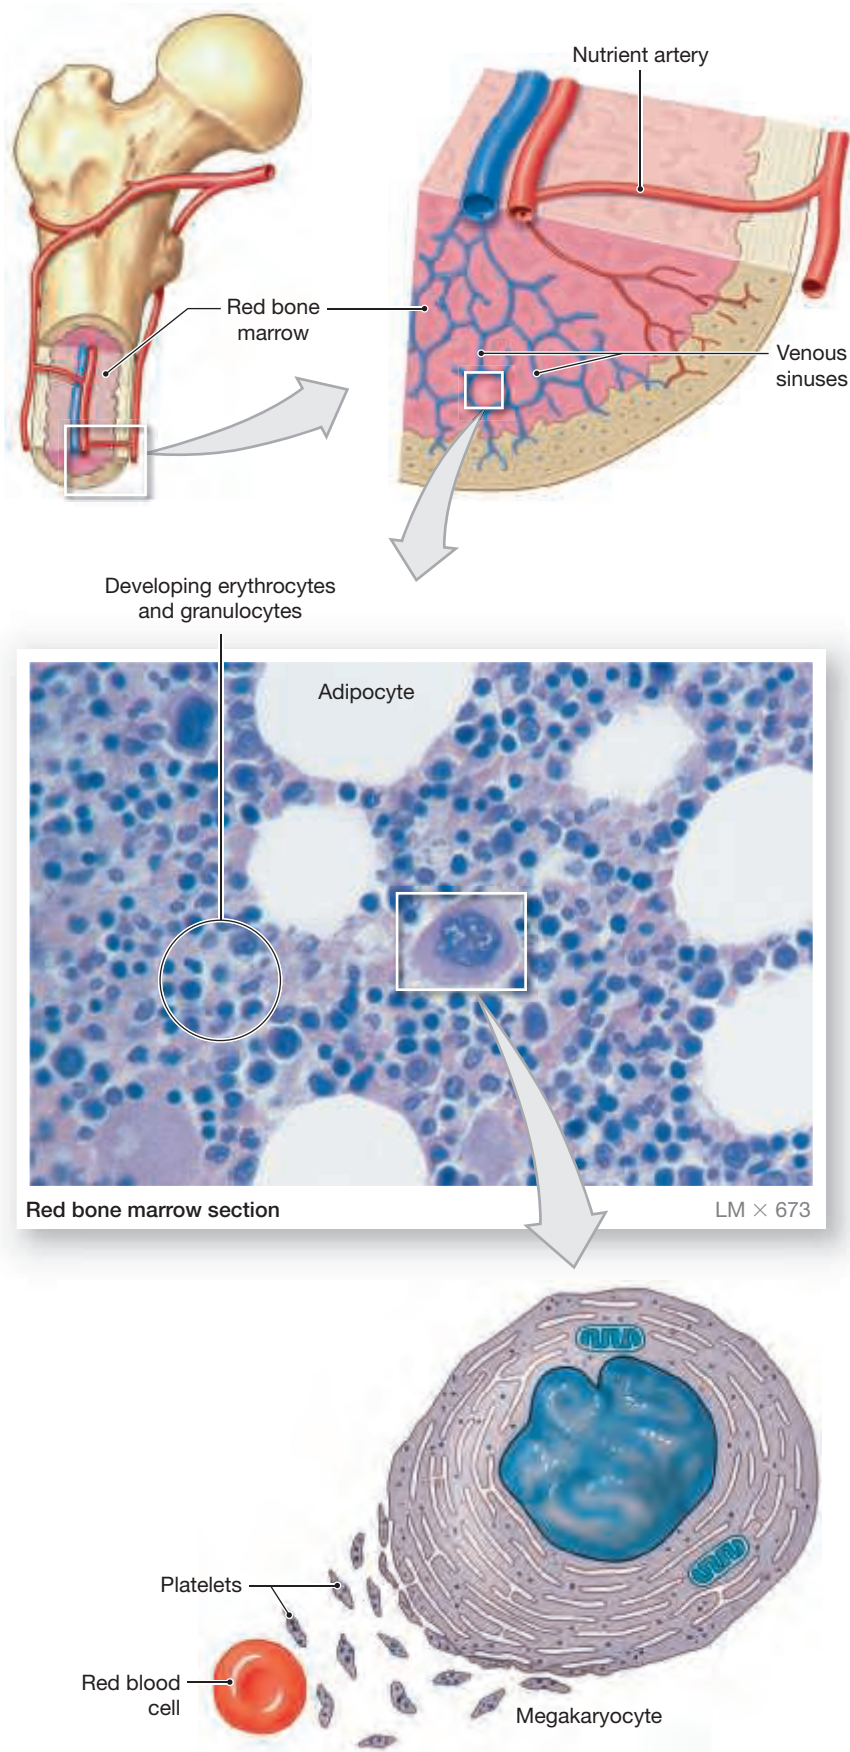 Nutrient artery
Red bone
marrow
Venous
sinuses
Developing erythrocytes
and granulocytes
Adipocyte
Red bone marrow section
LM × 673
Platelets
Red blood
cell
Megakaryocyte